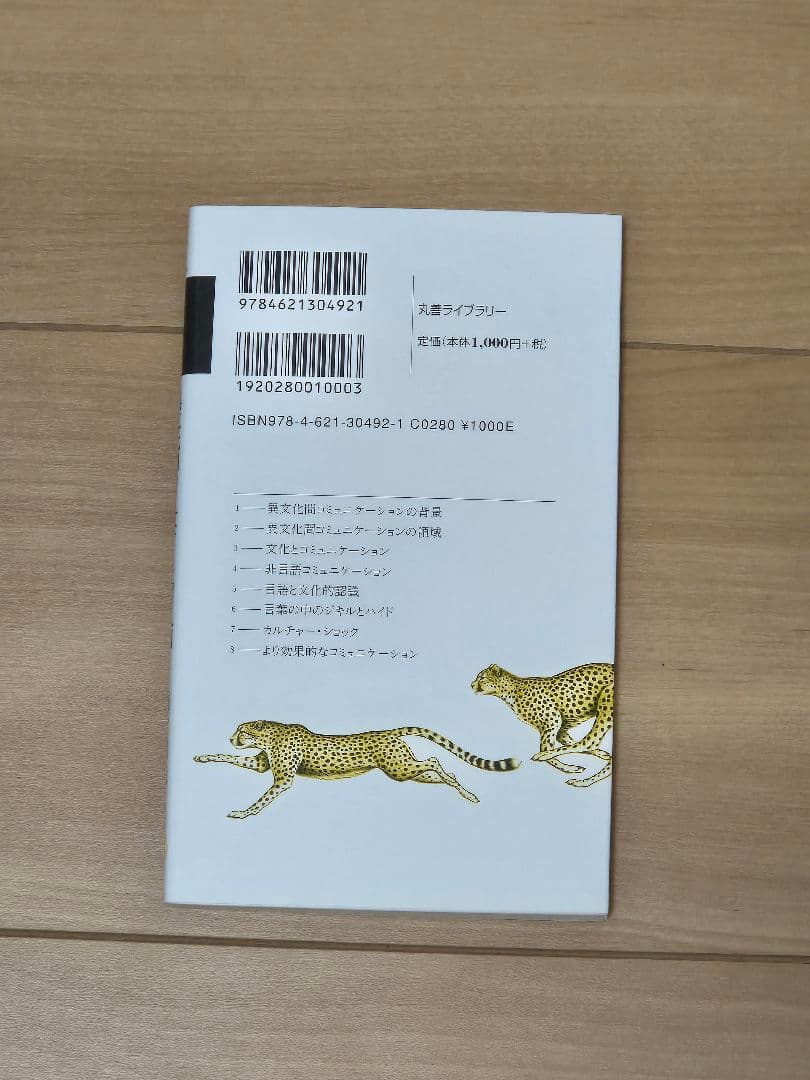 9784621304921
1920280010003
ISBN978-4-621-30492-1 C0280 ¥1000E
丸善ライブラリー
定価(本体1,000円+税)
1 ── 異文化間コミュニケーションの背景
2 ── 異文化間コミュニケーションの領域
3 ── 文化とコミュニケーション
4 ── 非言語コミュニケーション
5 ── 言語と文化的認識
6 ── 言葉の中のジキルとハイド
7 ── カルチャー・ショック
8 ── より効果的なコミュニケーション